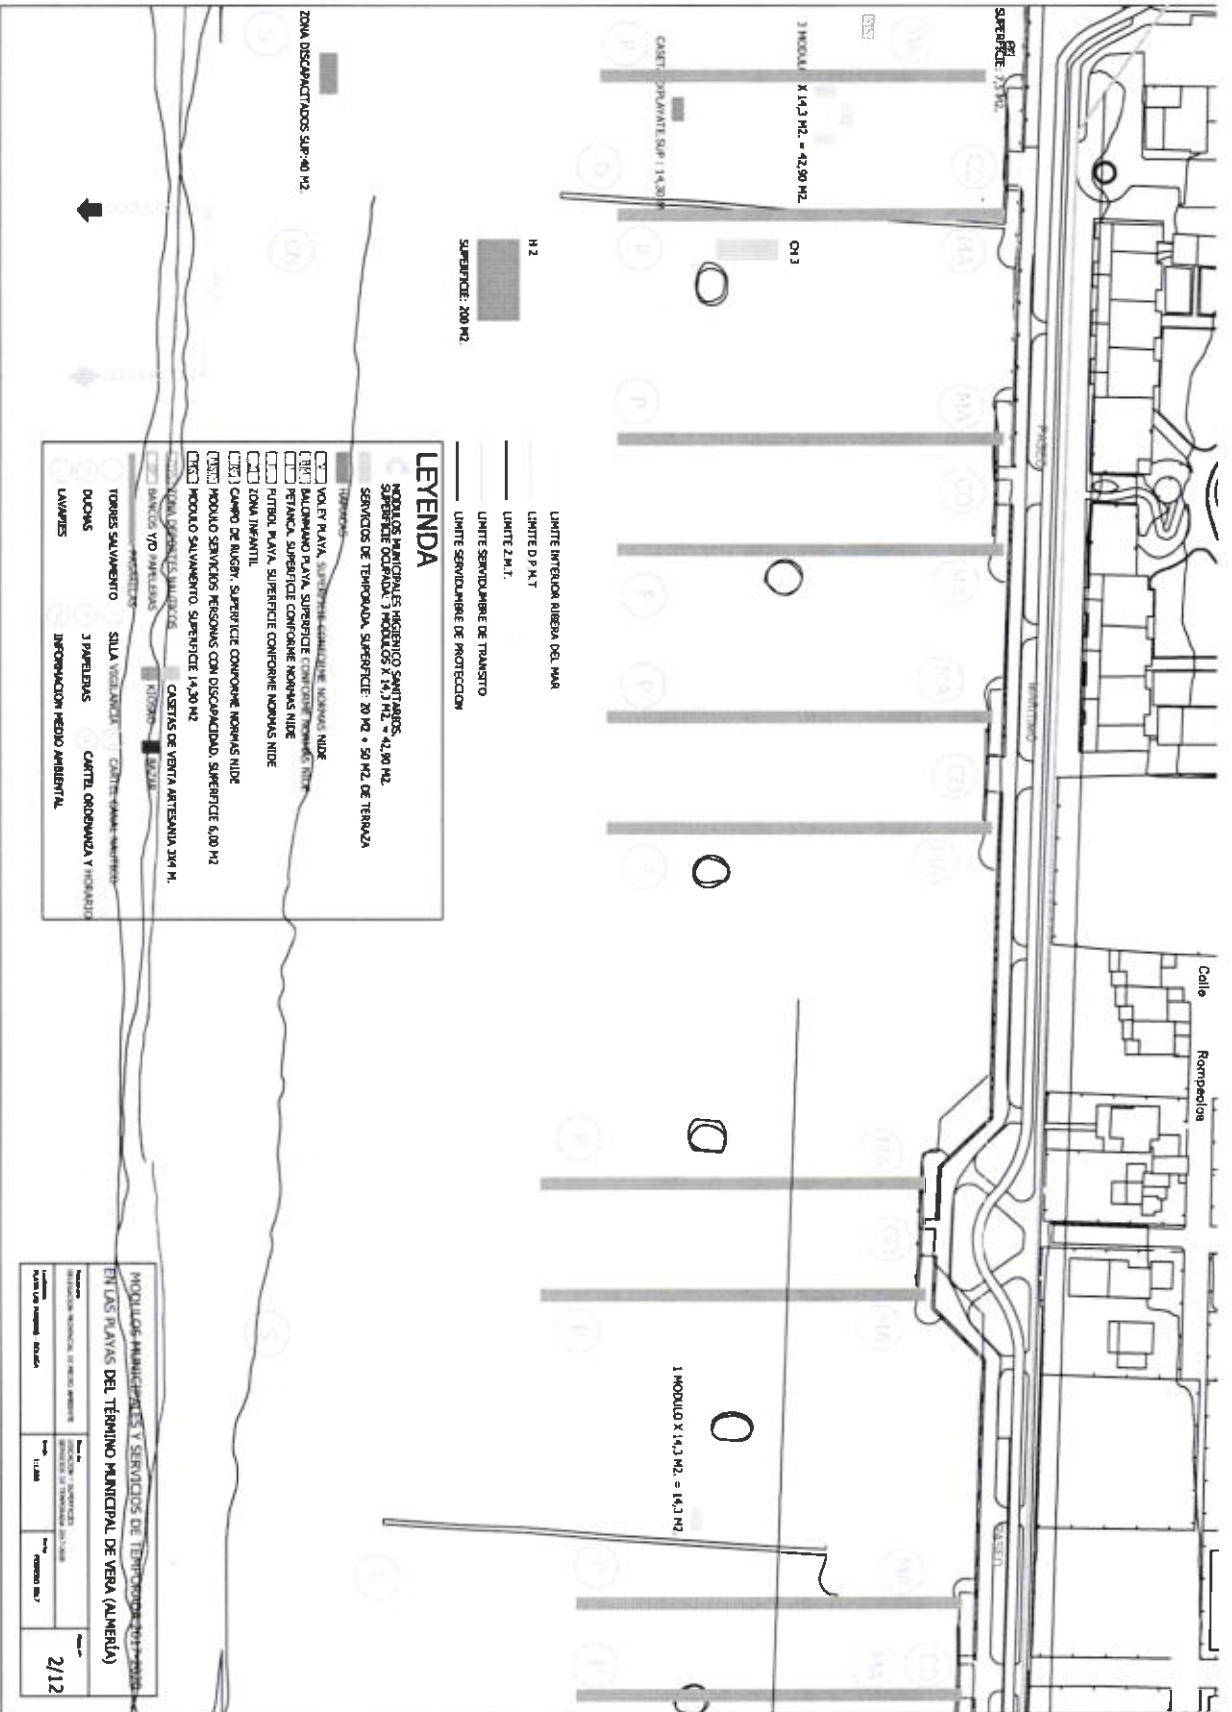 SUPERFICIE: 7,5 M2.
3 MODULOS X 14,3 M2. = 42,90 M2.
SUP : 14,30 M
ZONA DISCAPACITADOS SUP:40 M2.
CH 3
H 2
SUPERFICIE: 200 M2.
PASEO
MARITIMO
PASEO
Calle Rompeolas
1 MODULO X 14,3 M2. = 14,3 M2.
LIMITE INTERIOR RIBERA DEL MAR
LIMITE D P M T
LIMITE Z.M.T.
LIMITE SERVIDUMBRE DE TRANSITO
LIMITE SERVIDUMBRE DE PROTECCION
LEYENDA
MODULOS MUNICIPALES HIGIENICO SANITARIOS.
SUPERFICIE OCUPADA: 3 MODULOS X 14,3 M2. = 42,90 M2.
SERVICIOS DE TEMPORADA. SUPERFICIE: 20 M2 + 50 M2. DE TERRAZA
HAMACAS
VOLEY PLAYA. SUPERFICIE CONFORME NORMAS NIDE
BALONMANO PLAYA. SUPERFICIE CONFORME NORMAS NIDE
PETANCA. SUPERFICIE CONFORME NORMAS NIDE
FUTBOL PLAYA. SUPERFICIE CONFORME NORMAS NIDE
ZONA INFANTIL
CAMPO DE RUGBY. SUPERFICIE CONFORME NORMAS NIDE
MODULO SERVICIOS PERSONAS CON DISCAPACIDAD. SUPERFICIE 6,00 M2
MODULO SALVAMENTO. SUPERFICIE 14,30 M2
ZONA DEPORTES NAUTICOS
CASETAS DE VENTA ARTESANIA 3X4 M.
BANCOS Y/O PAPELERAS
KIOSKO
BAZAR
PASARELAS
TORRES SALVAMENTO
SILLA VIGILANCIA
CARTEL CANAL NAUTICO
DUCHAS
3 PAPELERAS
CARTEL ORDENANZA Y HORARIO
LAVAPIES
INFORMACION MEDIO AMBIENTAL
MODULOS MUNICIPALES Y SERVICIOS DE TEMPORADA 2017-2020
EN LAS PLAYAS DEL TÉRMINO MUNICIPAL DE VERA (ALMERÍA)
2/12